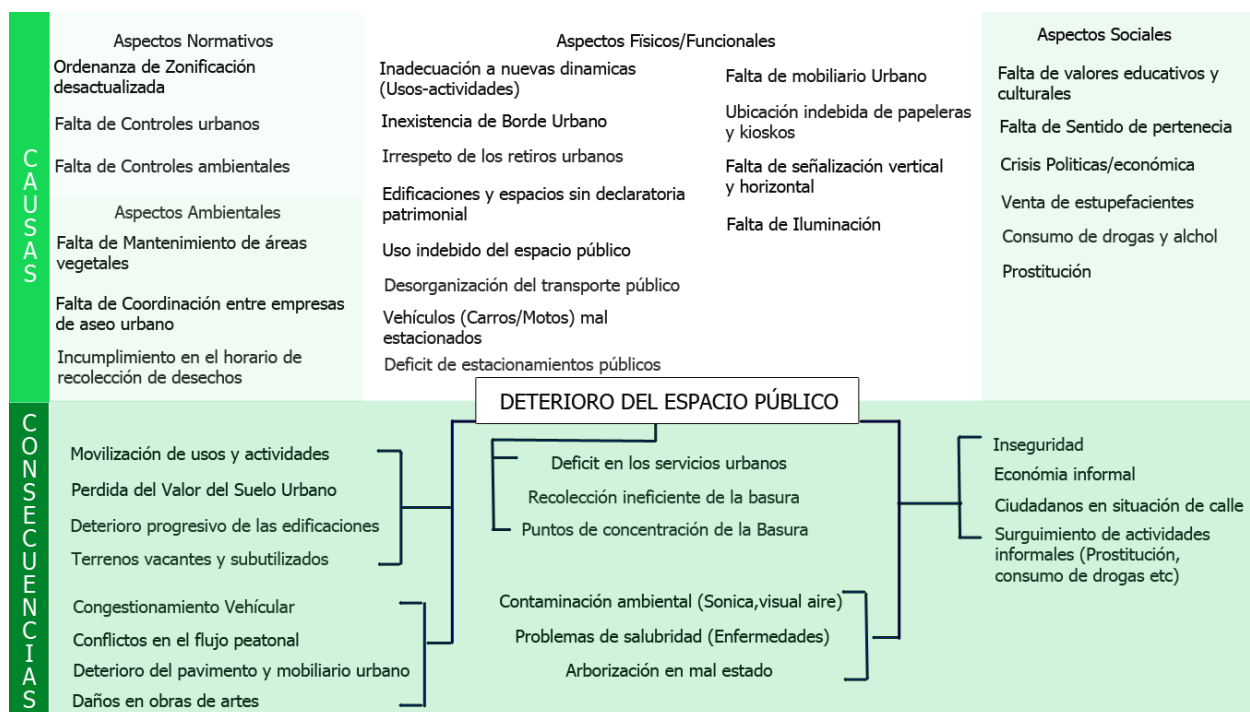 CAUSAS
Aspectos Normativos
Ordenanza de Zonificación
desactualizada
Falta de Controles urbanos
Falta de Controles ambientales
Aspectos Ambientales
Falta de Mantenimiento de áreas
vegetales
Falta de Coordinación entre empresas
de aseo urbano
Incumplimiento en el horario de
recolección de desechos
Aspectos Físicos/Funcionales
Inadecuación a nuevas dinamicas
(Usos-actividades)
Inexistencia de Borde Urbano
Irrespeto de los retiros urbanos
Edificaciones y espacios sin declaratoria
patrimonial
Uso indebido del espacio público
Desorganización del transporte público
Vehículos (Carros/Motos) mal
estacionados
Deficit de estacionamientos públicos
Falta de mobiliario Urbano
Ubicación indebida de papeleras
y kioskos
Falta de señalización vertical
y horizontal
Falta de Iluminación
Aspectos Sociales
Falta de valores educativos y
culturales
Falta de Sentido de pertenecia
Crisis Politicas/económica
Venta de estupefacientes
Consumo de drogas y alchol
Prostitución
DETERIORO DEL ESPACIO PÚBLICO
CONSECUENCIAS
Movilización de usos y actividades
Perdida del Valor del Suelo Urbano
Deterioro progresivo de las edificaciones
Terrenos vacantes y subutilizados
Congestionamiento Vehícular
Conflictos en el flujo peatonal
Deterioro del pavimento y mobiliario urbano
Daños en obras de artes
Deficit en los servicios urbanos
Recolección ineficiente de la basura
Puntos de concentración de la Basura
Contaminación ambiental (Sonica,visual aire)
Problemas de salubridad (Enfermedades)
Arborización en mal estado
Inseguridad
Económia informal
Ciudadanos en situación de calle
Surguimiento de actividades
informales (Prostitución,
consumo de drogas etc)